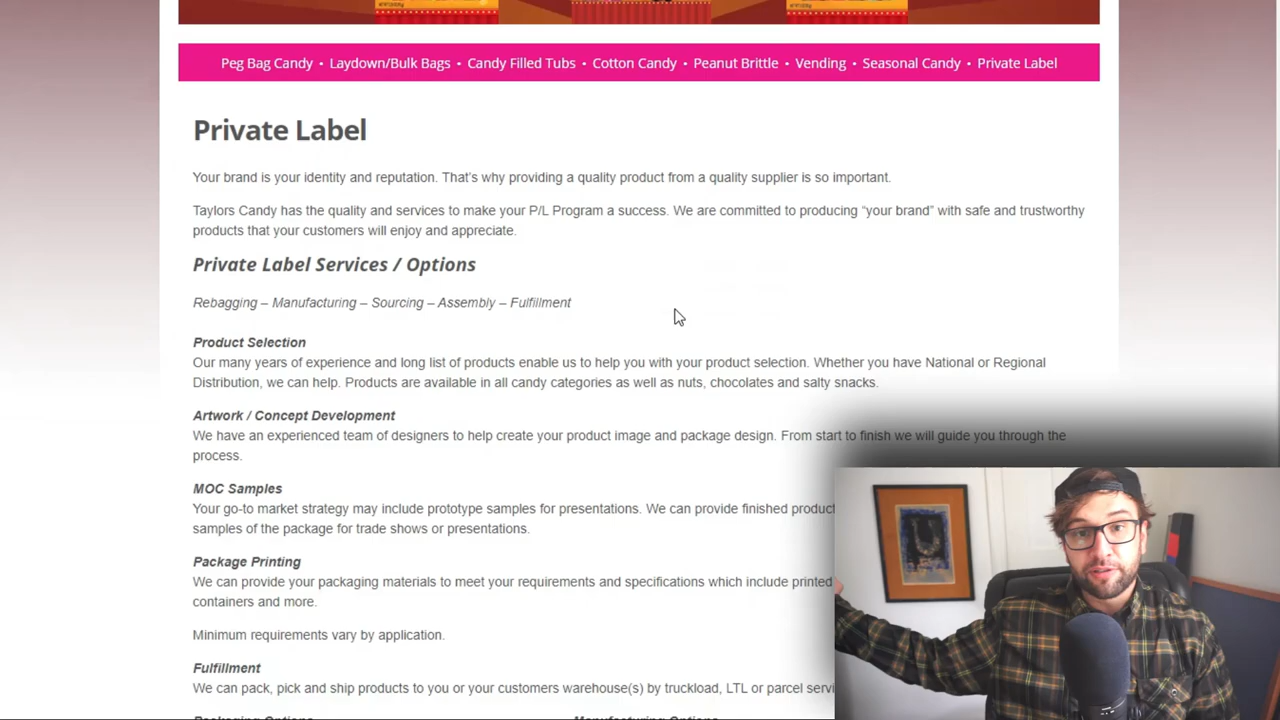 Peg Bag Candy • Laydown/Bulk Bags • Candy Filled Tubs • Cotton Candy • Peanut Brittle • Vending • Seasonal Candy • Private Label
Private Label
Your brand is your identity and reputation. That’s why providing a quality product from a quality supplier is so important.
Taylors Candy has the quality and services to make your P/L Program a success. We are committed to producing “your brand” with safe and trustworthy
products that your customers will enjoy and appreciate.
Private Label Services / Options
Rebagging – Manufacturing – Sourcing – Assembly – Fulfillment
Product Selection
Our many years of experience and long list of products enable us to help you with your product selection. Whether you have National or Regional
Distribution, we can help. Products are available in all candy categories as well as nuts, chocolates and salty snacks.
Artwork / Concept Development
We have an experienced team of designers to help create your product image and package design. From start to finish we will guide you through the
process.
MOC Samples
Your go-to market strategy may include prototype samples for presentations. We can provide finished product
samples of the package for trade shows or presentations.
Package Printing
We can provide your packaging materials to meet your requirements and specifications which include printed
containers and more.
Minimum requirements vary by application.
Fulfillment
We can pack, pick and ship products to you or your customers warehouse(s) by truckload, LTL or parcel servi
Packaging Options Manufacturing Options